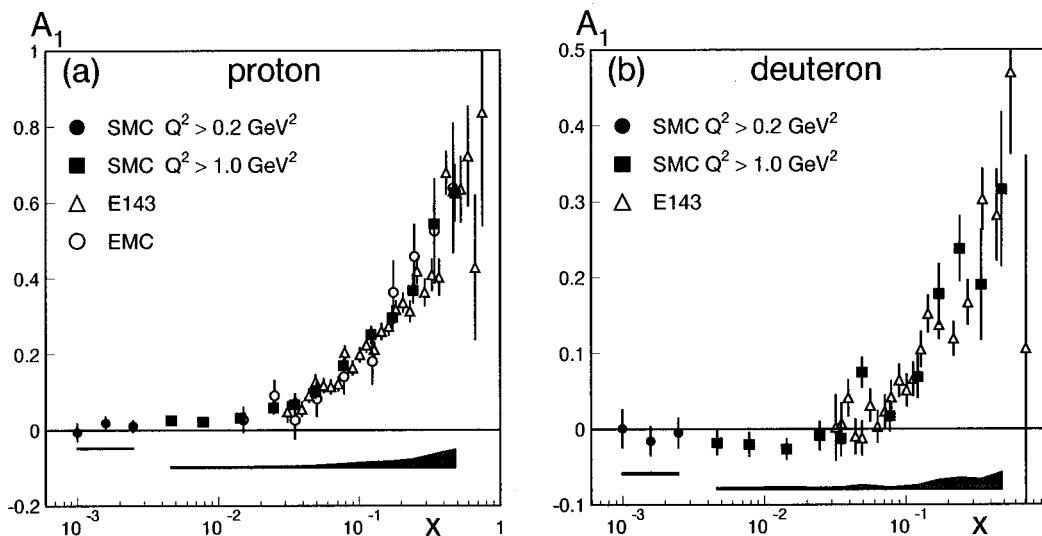 A₁
(a) proton
SMC Q² > 0.2 GeV²
SMC Q² > 1.0 GeV²
E143
EMC
1
0.8
0.6
0.4
0.2
0
-0.2
10⁻³
10⁻²
10⁻¹
X
1
A₁
(b) deuteron
SMC Q² > 0.2 GeV²
SMC Q² > 1.0 GeV²
E143
0.5
0.4
0.3
0.2
0.1
0
-0.1
10⁻³
10⁻²
10⁻¹
X
1